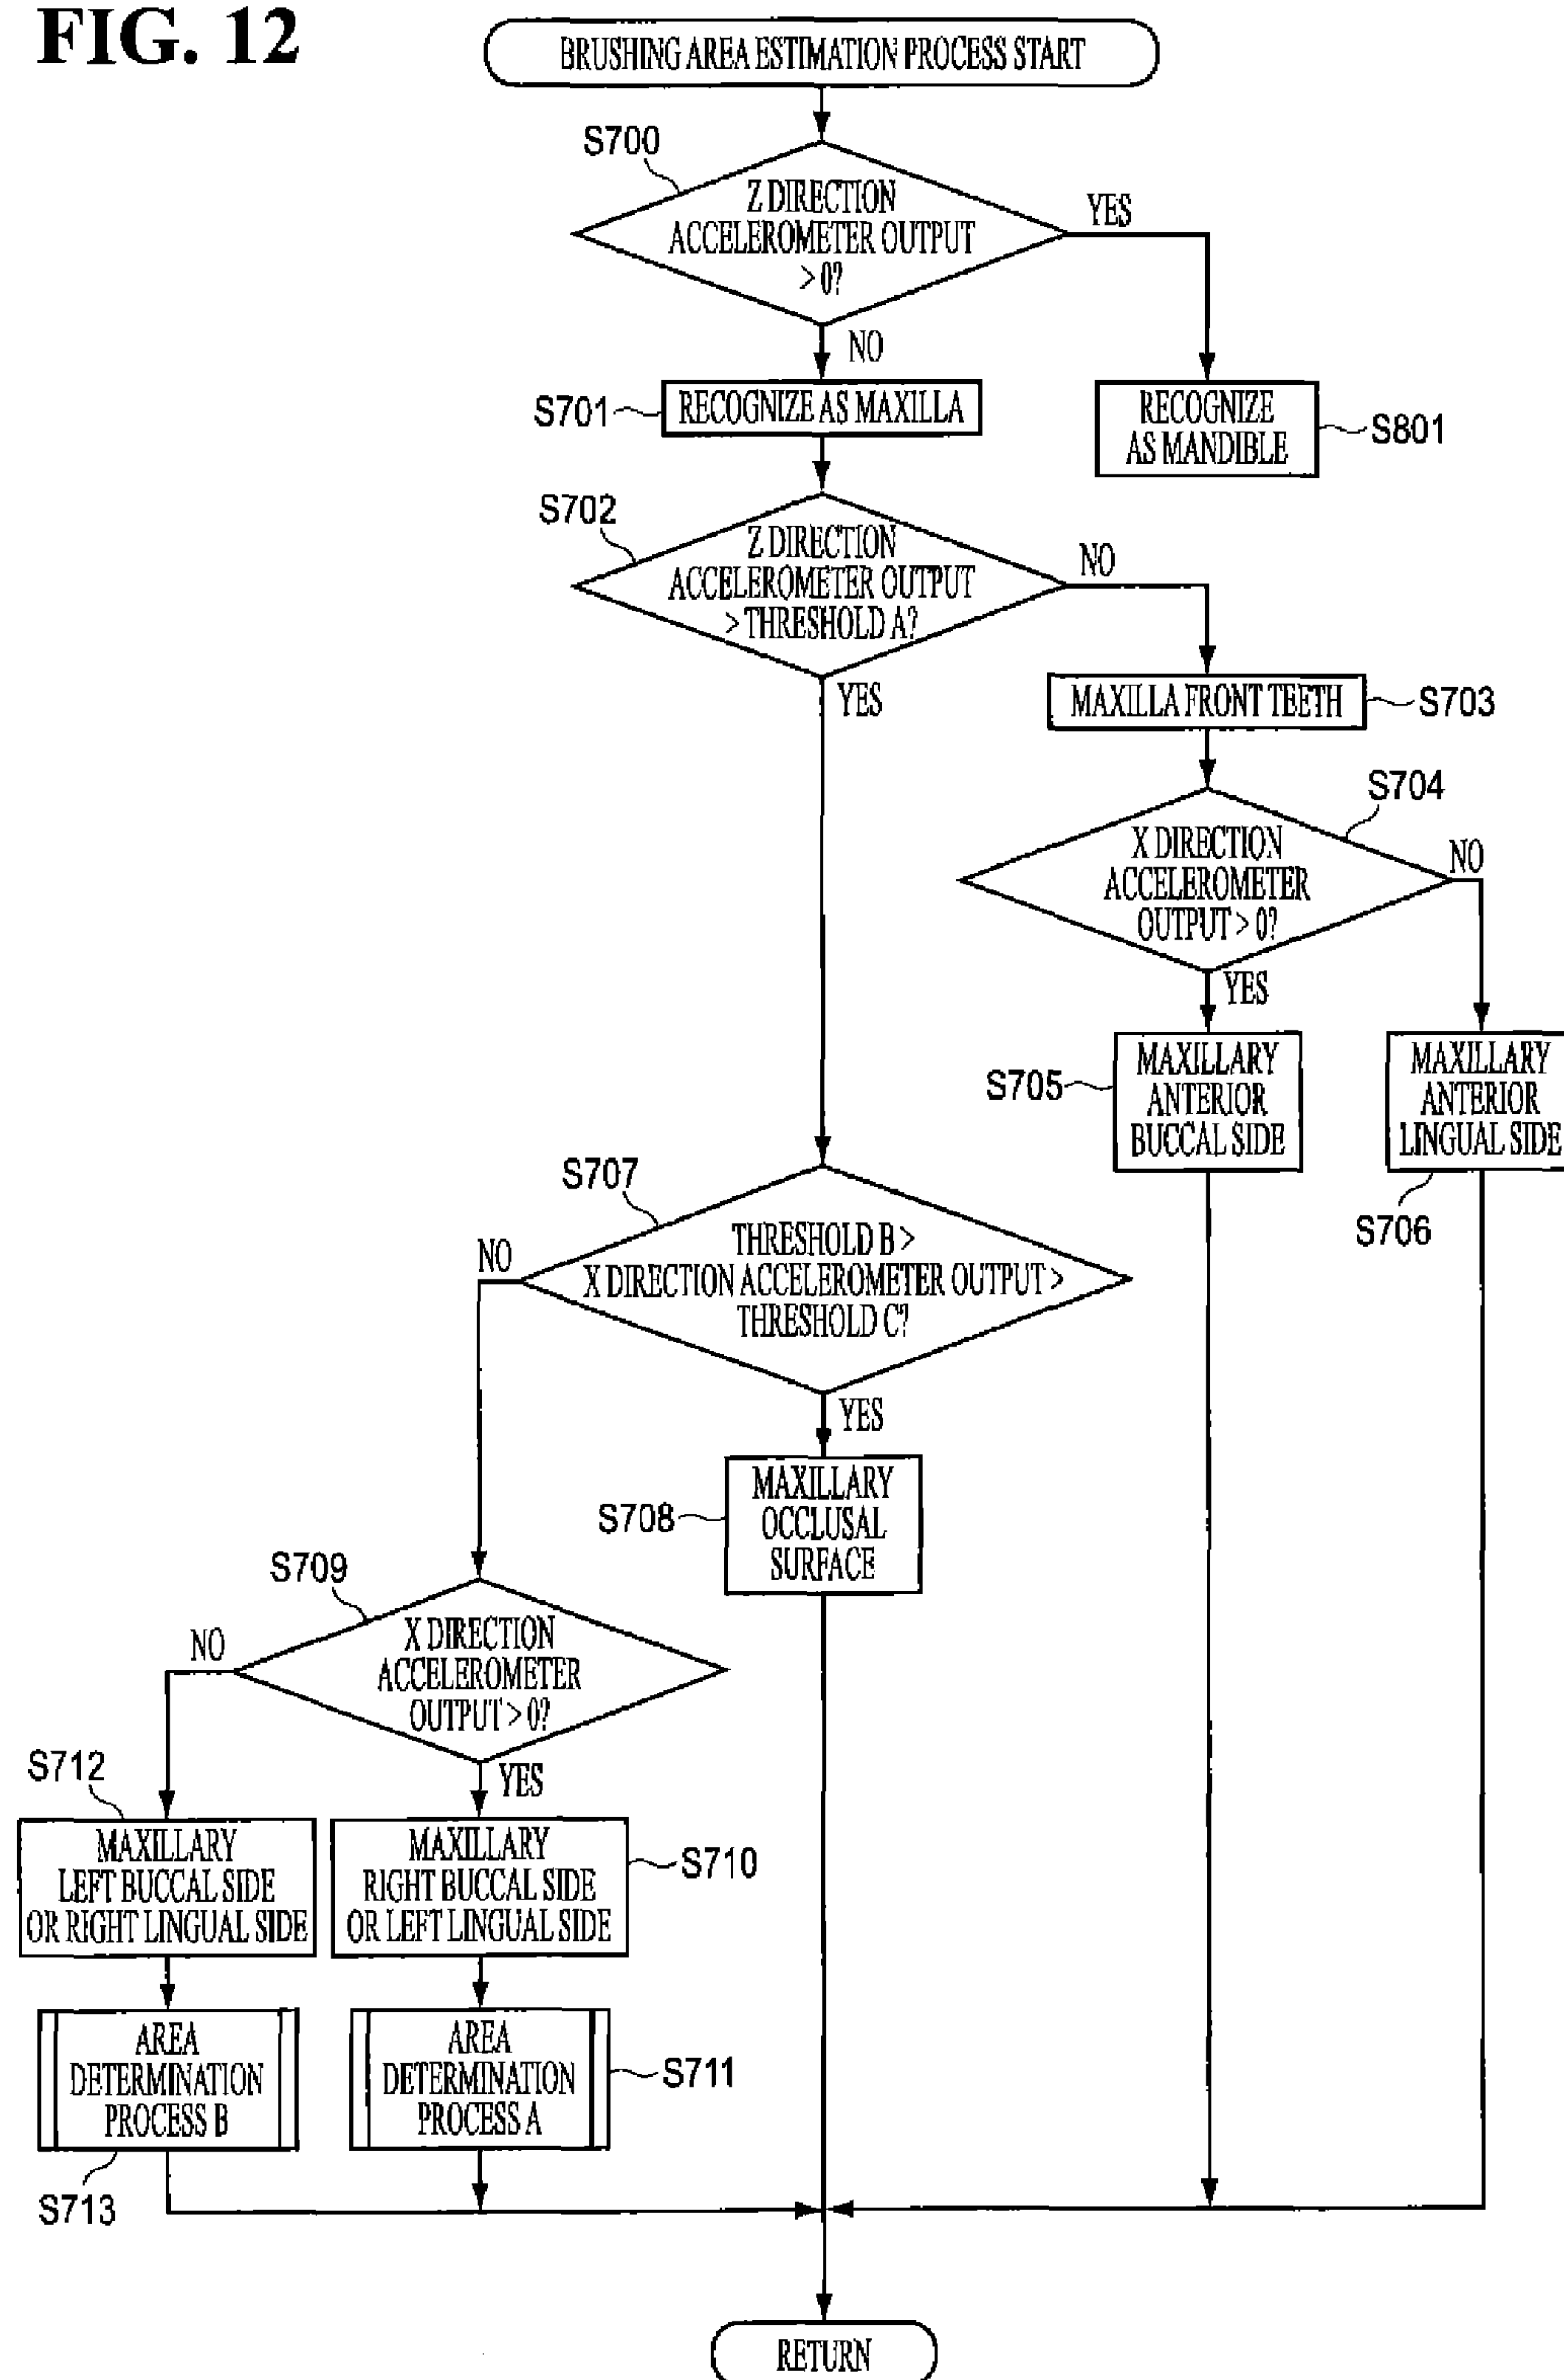 FIG. 12
BRUSHING AREA ESTIMATION PROCESS START
S700
Z DIRECTION
ACCELEROMETER OUTPUT
> 0?
YES
NO
S701
RECOGNIZE AS MAXILLA
RECOGNIZE
AS MANDIBLE
S801
S702
Z DIRECTION
ACCELEROMETER OUTPUT
> THRESHOLD A?
NO
YES
MAXILLA FRONT TEETH
S703
S704
X DIRECTION
ACCELEROMETER
OUTPUT > 0?
NO
YES
S705
MAXILLARY
ANTERIOR
BUCCAL SIDE
MAXILLARY
ANTERIOR
LINGUAL SIDE
S706
S707
THRESHOLD B >
X DIRECTION ACCELEROMETER OUTPUT >
THRESHOLD C?
NO
YES
S708
MAXILLARY
OCCLUSAL
SURFACE
S709
X DIRECTION
ACCELEROMETER
OUTPUT > 0?
NO
YES
S712
MAXILLARY
LEFT BUCCAL SIDE
OR RIGHT LINGUAL SIDE
MAXILLARY
RIGHT BUCCAL SIDE
OR LEFT LINGUAL SIDE
S710
AREA
DETERMINATION
PROCESS B
S713
AREA
DETERMINATION
PROCESS A
S711
RETURN